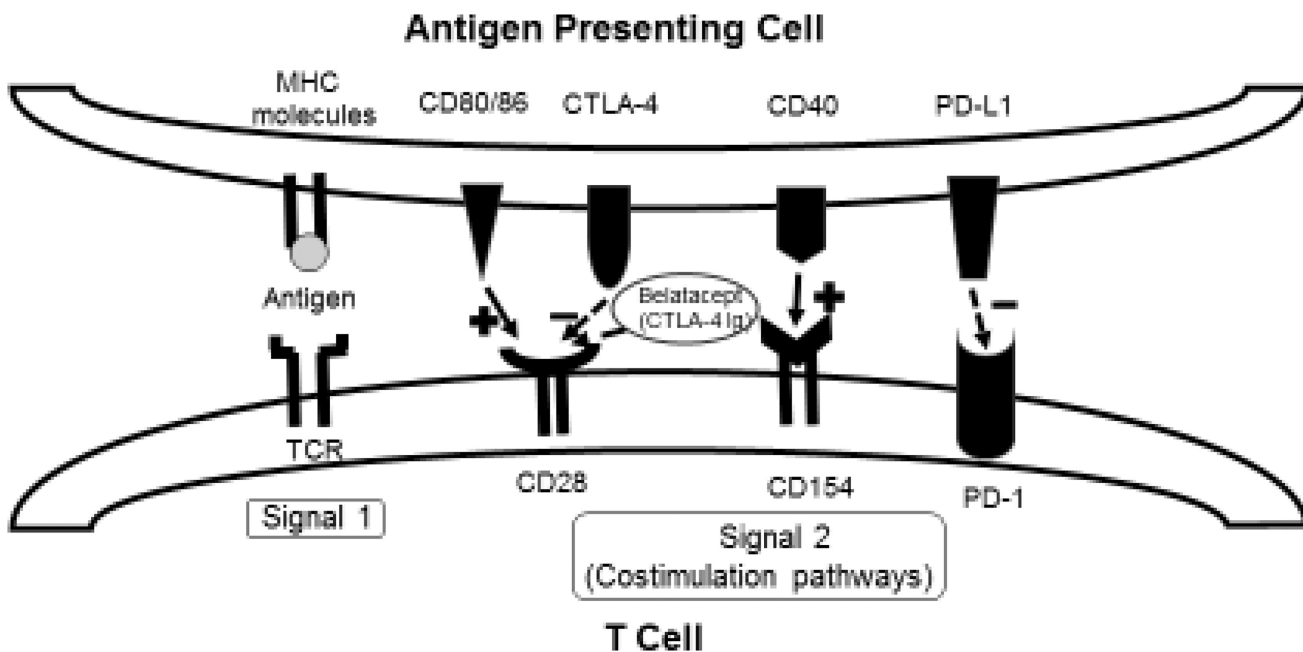 Antigen Presenting Cell
MHC
molecules
CD80/86
CTLA-4
CD40
PD-L1
Antigen
+
−
Belatacept
(CTLA-4 Ig)
+
−
TCR
CD28
CD154
PD-1
Signal 1
Signal 2
(Costimulation pathways)
T Cell